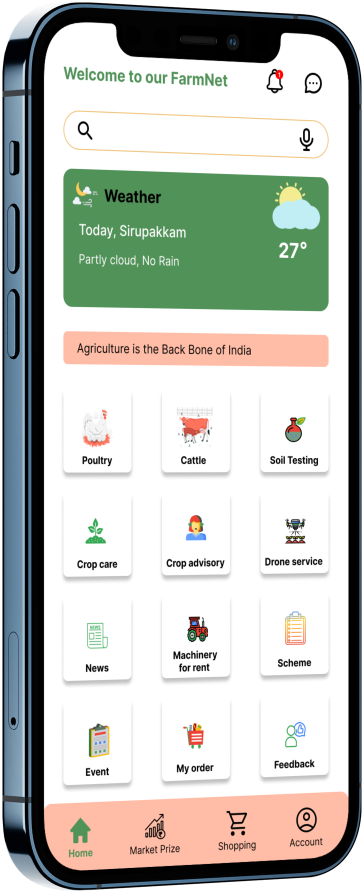 Welcome to our FarmNet
Weather
Today, Sirupakkam
Partly cloud, No Rain
27°
Agriculture is the Back Bone of India
Poultry
Cattle
Soil Testing
Crop care
Crop advisory
Drone service
NEWS
News
Machinery
for rent
Scheme
Event
My order
Feedback
Home
Market Prize
Shopping
Account